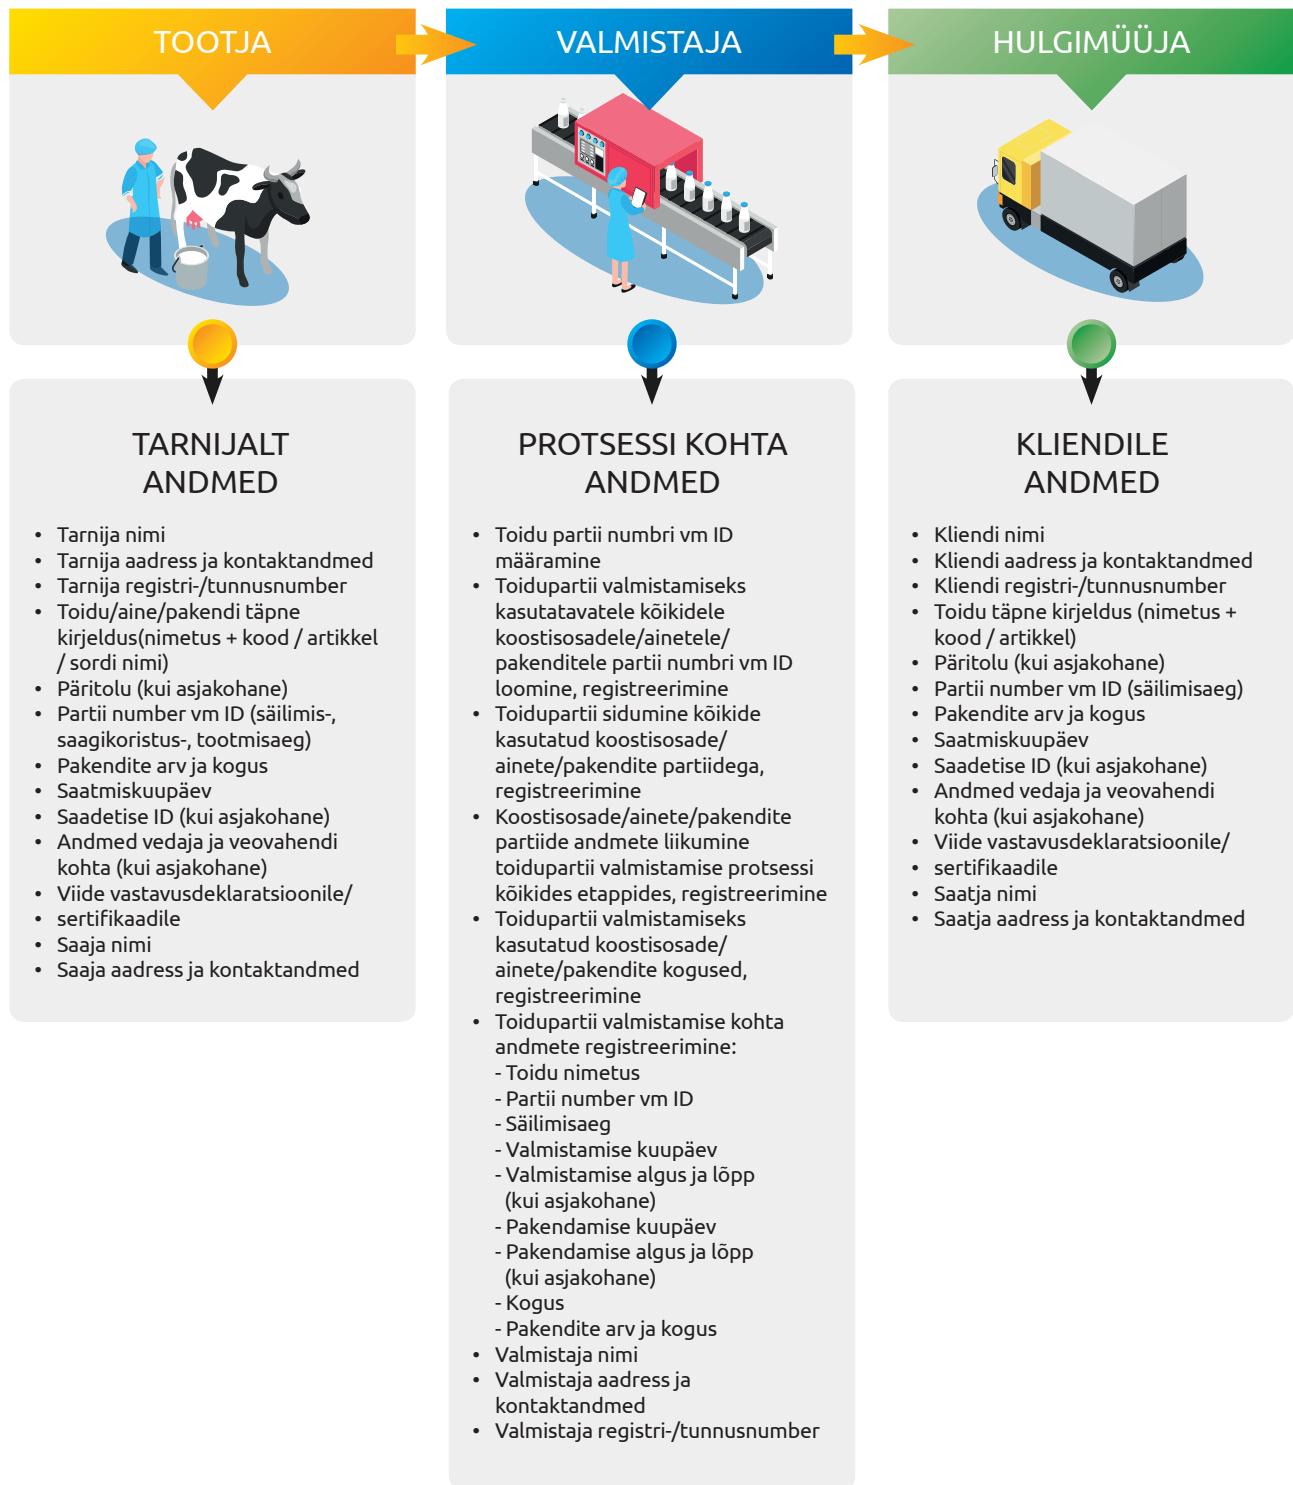 TOOTJA
VALMISTAJA
HULGIMÜÜJA
TARNIJALT
ANDMED
• Tarnija nimi
• Tarnija aadress ja kontaktandmed
• Tarnija registri-/tunnusnumber
• Toidu/aine/pakendi täpne
kirjeldus(nimetus + kood / artikkel
/ sordi nimi)
• Päritolu (kui asjakohane)
• Partii number vm ID (säilimis-,
saagikoristus-, tootmisaeg)
• Pakendite arv ja kogus
• Saatmiskuupäev
• Saadetise ID (kui asjakohane)
• Andmed vedaja ja veovahendi
kohta (kui asjakohane)
• Viide vastavusdeklaratsioonile/
• sertifikaadile
• Saaja nimi
• Saaja aadress ja kontaktandmed
PROTSESSI KOHTA
ANDMED
• Toidu partii numbri vm ID
määramine
• Toidupartii valmistamiseks
kasutatavatele kõikidele
koostisosadele/ainetele/
pakenditele partii numbri vm ID
loomine, registreerimine
• Toidupartii sidumine kõikide
kasutatud koostisosade/
ainete/pakendite partiidega,
registreerimine
• Koostisosade/ainete/pakendite
partiide andmete liikumine
toidupartii valmistamise protsessi
kõikides etappides, registreerimine
• Toidupartii valmistamiseks
kasutatud koostisosade/
ainete/pakendite kogused,
registreerimine
• Toidupartii valmistamise kohta
andmete registreerimine:
- Toidu nimetus
- Partii number vm ID
- Säilimisaeg
- Valmistamise kuupäev
- Valmistamise algus ja lõpp
(kui asjakohane)
- Pakendamise kuupäev
- Pakendamise algus ja lõpp
(kui asjakohane)
- Kogus
- Pakendite arv ja kogus
• Valmistaja nimi
• Valmistaja aadress ja
kontaktandmed
• Valmistaja registri-/tunnusnumber
KLIENDILE
ANDMED
• Kliendi nimi
• Kliendi aadress ja kontaktandmed
• Kliendi registri-/tunnusnumber
• Toidu täpne kirjeldus (nimetus +
kood / artikkel)
• Päritolu (kui asjakohane)
• Partii number vm ID (säilimisaeg)
• Pakendite arv ja kogus
• Saatmiskuupäev
• Saadetise ID (kui asjakohane)
• Andmed vedaja ja veovahendi
kohta (kui asjakohane)
• Viide vastavusdeklaratsioonile/
• sertifikaadile
• Saatja nimi
• Saatja aadress ja kontaktandmed